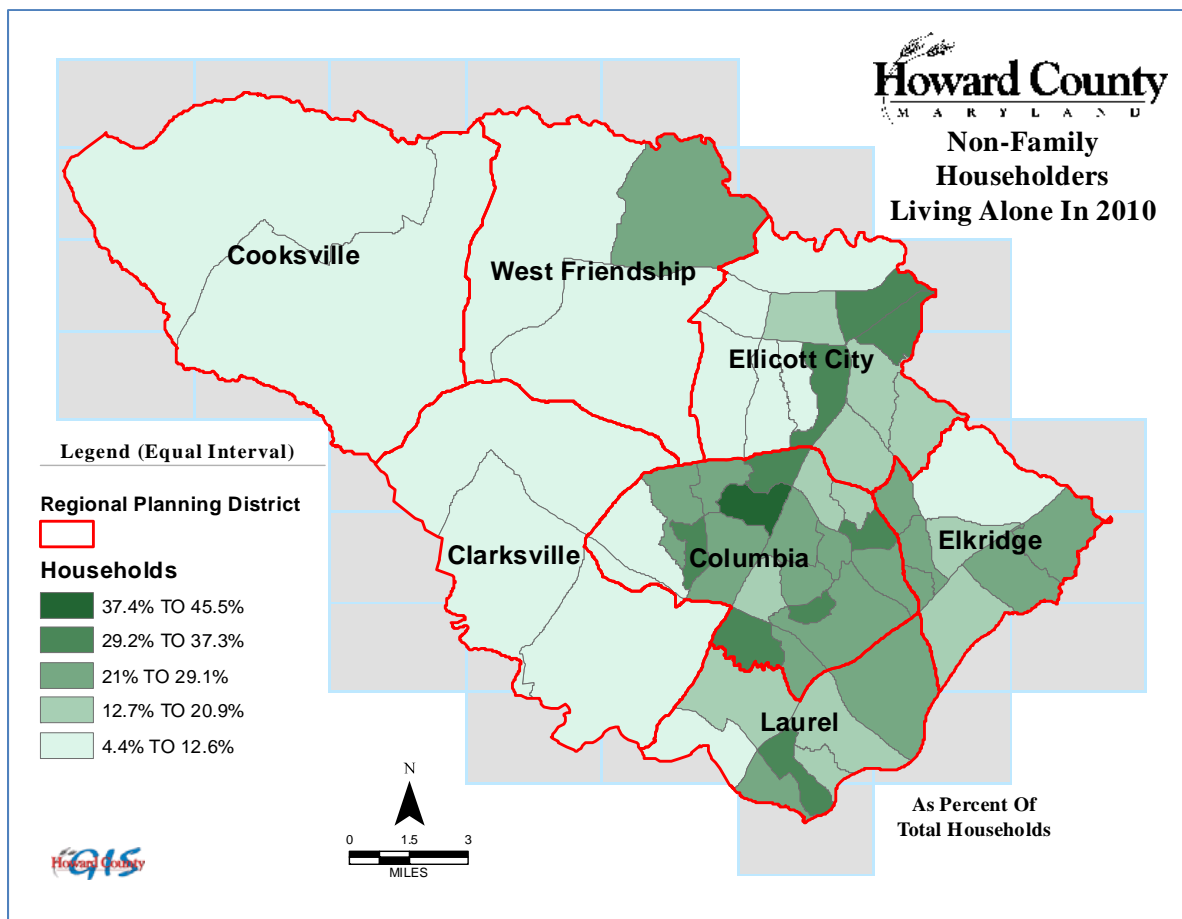 Howard County
MARYLAND
Non-Family
Householders
Living Alone In 2010
Cooksville
West Friendship
Ellicott City
Legend (Equal Interval)
Regional Planning District
Households
37.4% TO 45.5%
29.2% TO 37.3%
21% TO 29.1%
12.7% TO 20.9%
4.4% TO 12.6%
Clarksville
Columbia
Elkridge
Laurel
N
0 1.5 3
MILES
As Percent Of
Total Households
Howard County
GIS